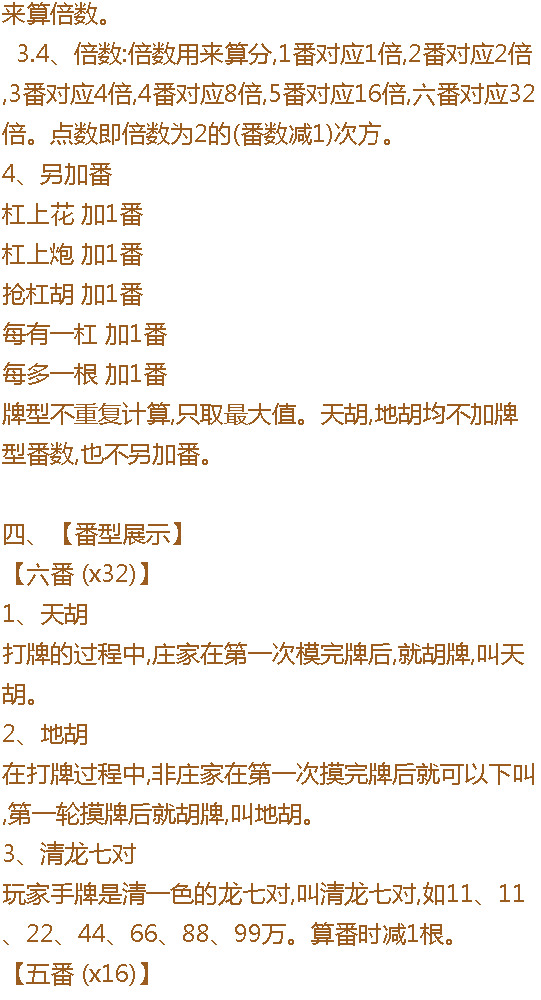 来算倍数。
3.4、倍数:倍数用来算分,1番对应1倍,2番对应2倍
,3番对应4倍,4番对应8倍,5番对应16倍,六番对应32
倍。点数即倍数为2的(番数减1)次方。
4、另加番
杠上花 加1番
杠上炮 加1番
抢杠胡 加1番
每有一杠 加1番
每多一根 加1番
牌型不重复计算,只取最大值。天胡,地胡均不加牌
型番数,也不另加番。
四、【番型展示】
【六番 (x32)】
1、天胡
打牌的过程中,庄家在第一次模完牌后,就胡牌,叫天
胡。
2、地胡
在打牌过程中,非庄家在第一次摸完牌后就可以下叫
,第一轮摸牌后就胡牌,叫地胡。
3、清龙七对
玩家手牌是清一色的龙七对,叫清龙七对,如11、11
、22、44、66、88、99万。算番时减1根。
【五番 (x16)】